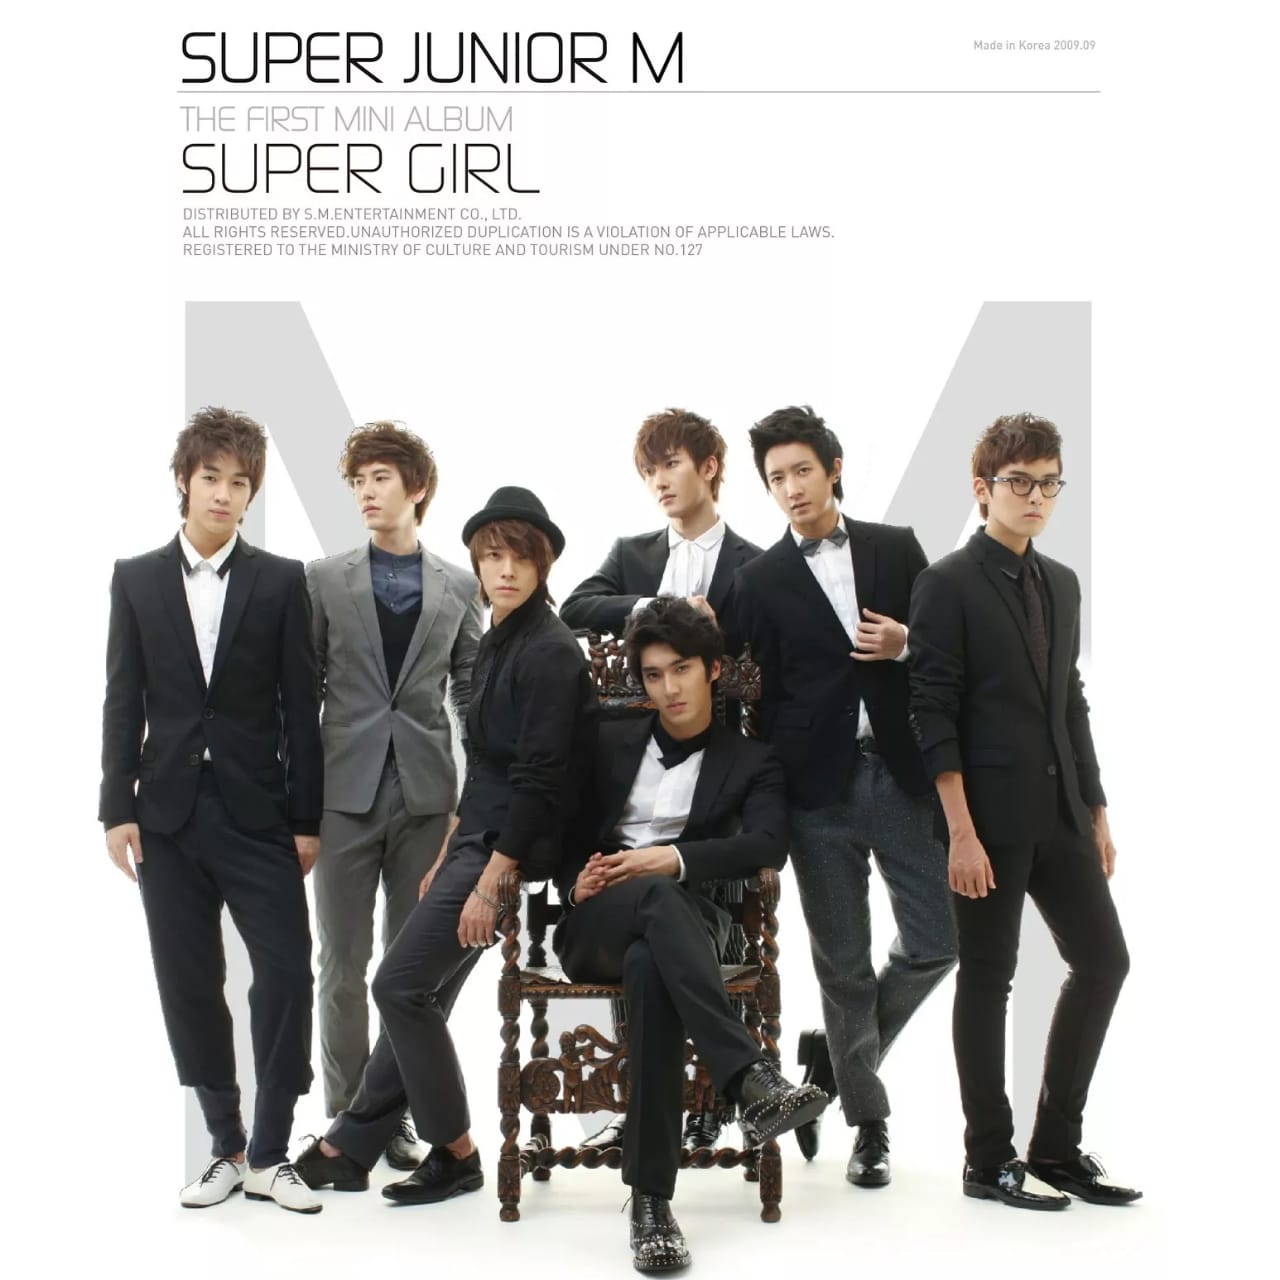 SUPER JUNIOR M
Made in Korea 2009.09
THE FIRST MINI ALBUM
SUPER GIRL
DISTRIBUTED BY S.M.ENTERTAINMENT CO., LTD.
ALL RIGHTS RESERVED.UNAUTHORIZED DUPLICATION IS A VIOLATION OF APPLICABLE LAWS.
REGISTERED TO THE MINISTRY OF CULTURE AND TOURISM UNDER NO.127
M